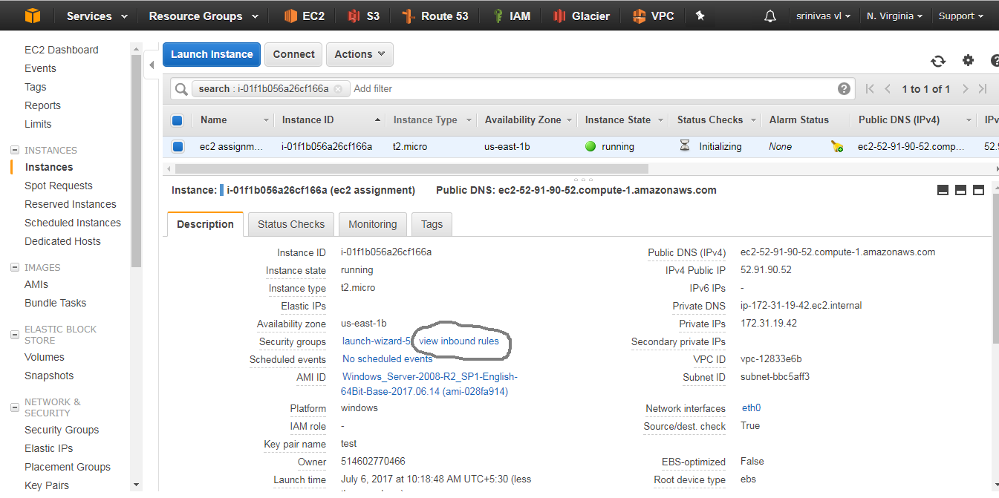 Services Resource Groups EC2 S3 Route 53 IAM Glacier VPC srinivas vl N. Virginia Support
EC2 Dashboard
Events
Tags
Reports
Limits
INSTANCES
Instances
Spot Requests
Reserved Instances
Scheduled Instances
Dedicated Hosts
IMAGES
AMIs
Bundle Tasks
ELASTIC BLOCK
STORE
Volumes
Snapshots
NETWORK &
SECURITY
Security Groups
Elastic IPs
Placement Groups
Key Pairs
Launch Instance Connect Actions
search : i-01f1b056a26cf166a Add filter 1 to 1 of 1
Name Instance ID Instance Type Availability Zone Instance State Status Checks Alarm Status Public DNS (IPv4) IPv
ec2 assignm... i-01f1b056a26cf166a t2.micro us-east-1b running Initializing None ec2-52-91-90-52.comp... 52.
Instance: i-01f1b056a26cf166a (ec2 assignment) Public DNS: ec2-52-91-90-52.compute-1.amazonaws.com
Description Status Checks Monitoring Tags
Instance ID i-01f1b056a26cf166a Public DNS (IPv4) ec2-52-91-90-52.compute-1.amazonaws.com
Instance state running IPv4 Public IP 52.91.90.52
Instance type t2.micro IPv6 IPs -
Elastic IPs Private DNS ip-172-31-19-42.ec2.internal
Availability zone us-east-1b Private IPs 172.31.19.42
Security groups launch-wizard-5 view inbound rules Secondary private IPs
Scheduled events No scheduled events VPC ID vpc-12833e6b
AMI ID Windows_Server-2008-R2_SP1-English- Subnet ID subnet-bbc5aff3
64Bit-Base-2017.06.14 (ami-028fa914)
Platform windows Network interfaces eth0
IAM role - Source/dest. check True
Key pair name test
Owner 514602770466 EBS-optimized False
Launch time July 6, 2017 at 10:18:48 AM UTC+5:30 (less Root device type ebs